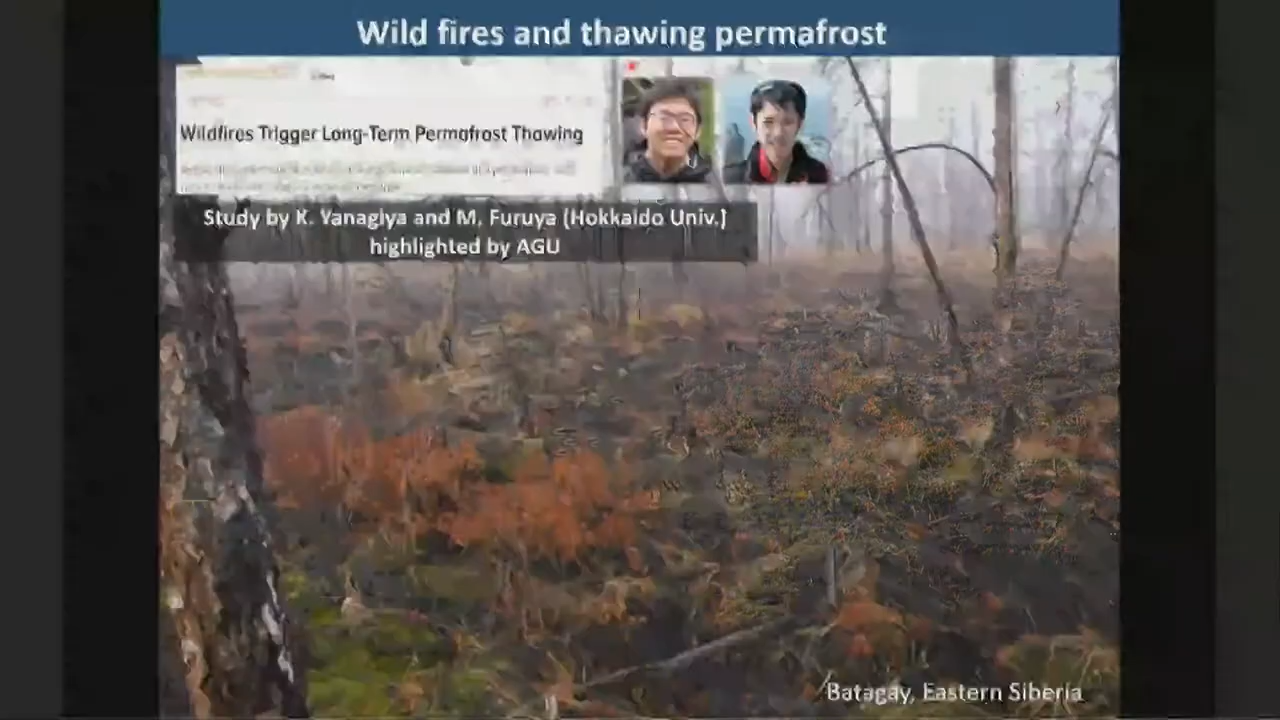 Wild fires and thawing permafrost
Wildfires Trigger Long-Term Permafrost Thawing
Study by K. Yanagiya and M. Furuya (Hokkaido Univ.)
highlighted by AGU
Batagay, Eastern Siberia